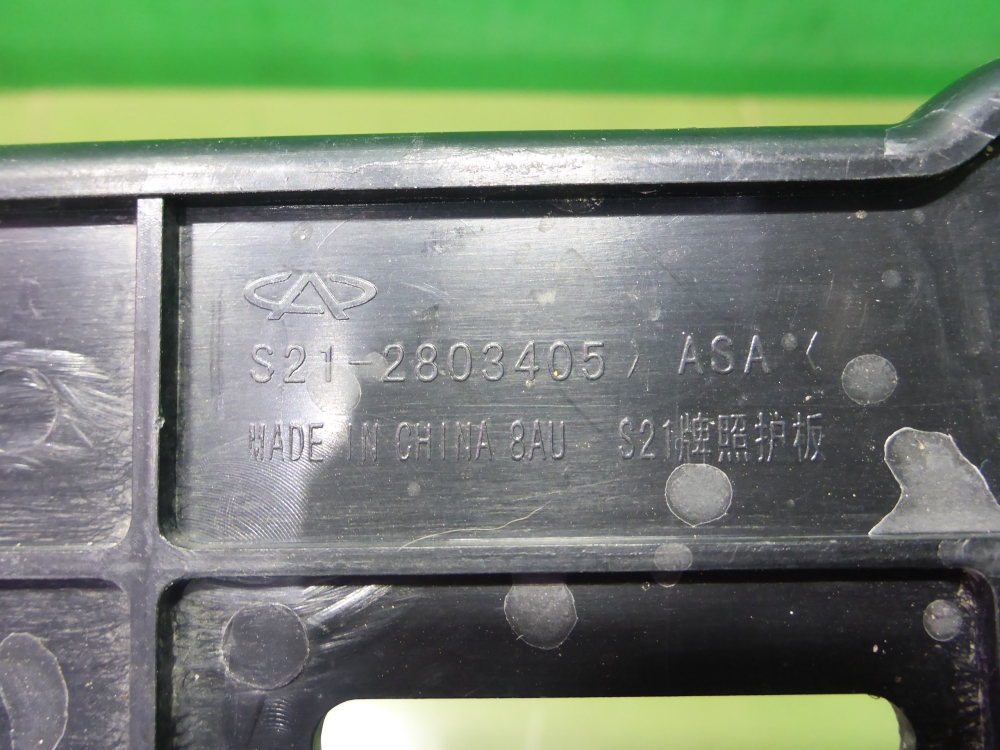 S21-2803405〉 ASA〈
MADE IN CHINA 8AU S21牌照护板